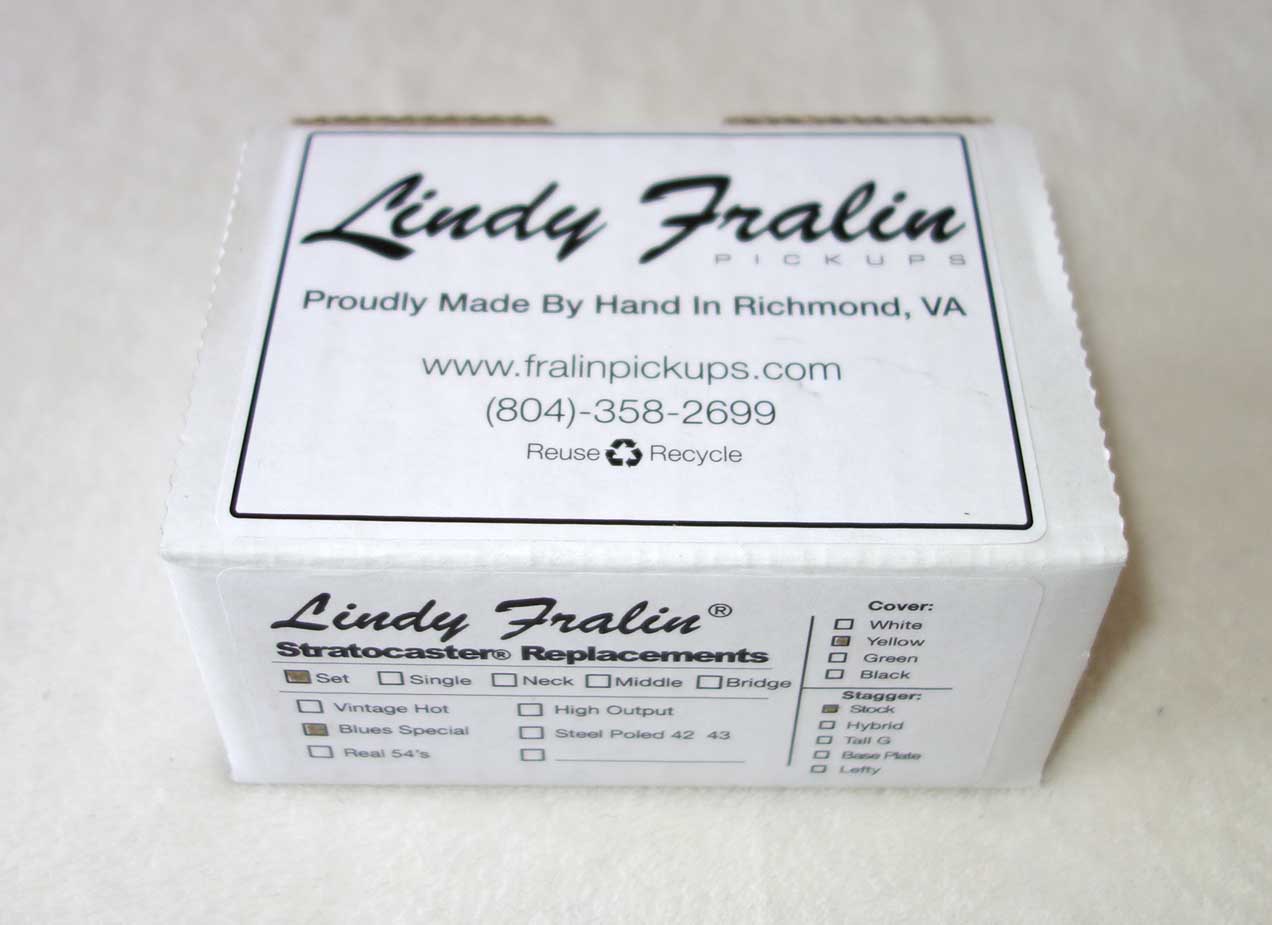 Lindy Fralin
PICKUPS
Proudly Made By Hand In Richmond, VA
www.fralinpickups.com
(804)-358-2699
Reuse Recycle
Lindy Fralin®
Stratocaster® Replacements
Set Single Neck Middle Bridge
Vintage Hot High Output
Blues Special Steel Poled 42 43
Real 54's
Cover:
White
Yellow
Green
Black
Stagger:
Stock
Hybrid
Tall G
Base Plate
Lefty